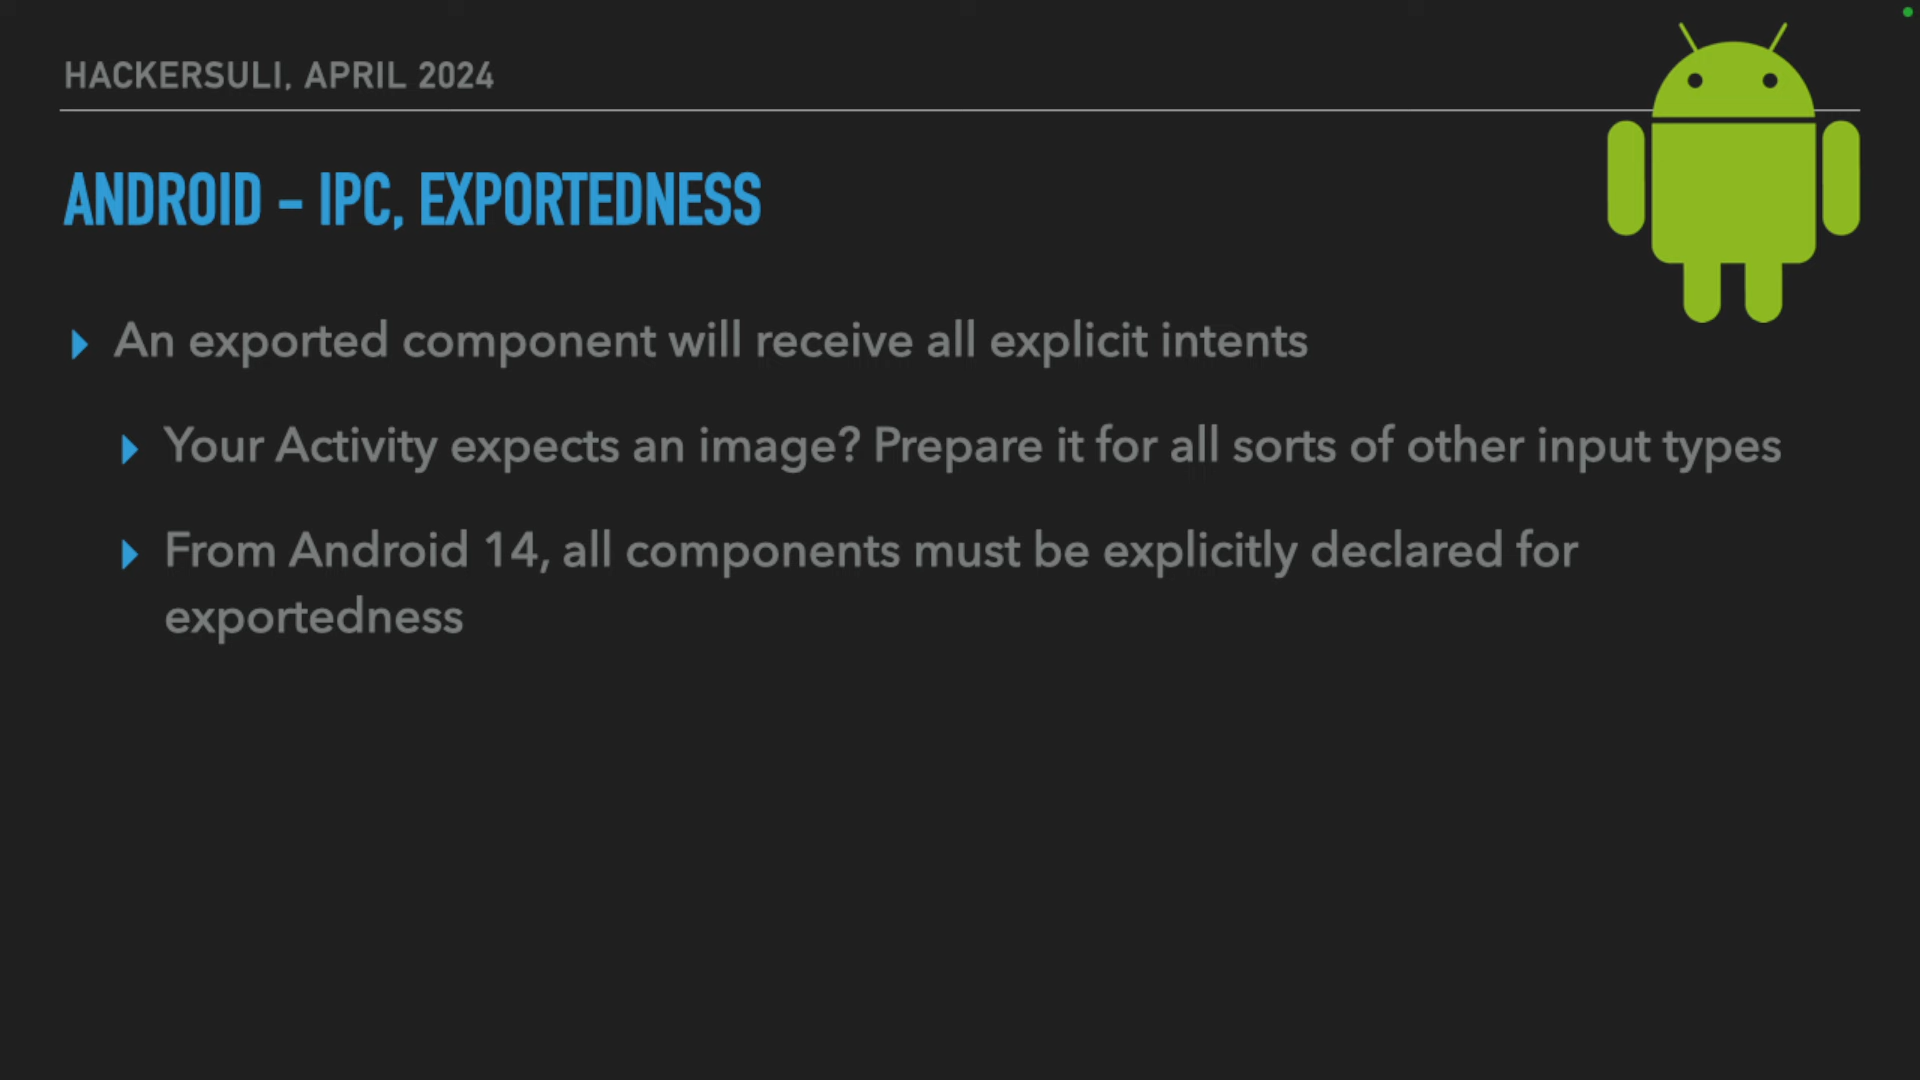 HACKERSULI, APRIL 2024
ANDROID – IPC, EXPORTEDNESS
An exported component will receive all explicit intents
Your Activity expects an image? Prepare it for all sorts of other input types
From Android 14, all components must be explicitly declared for
exportedness